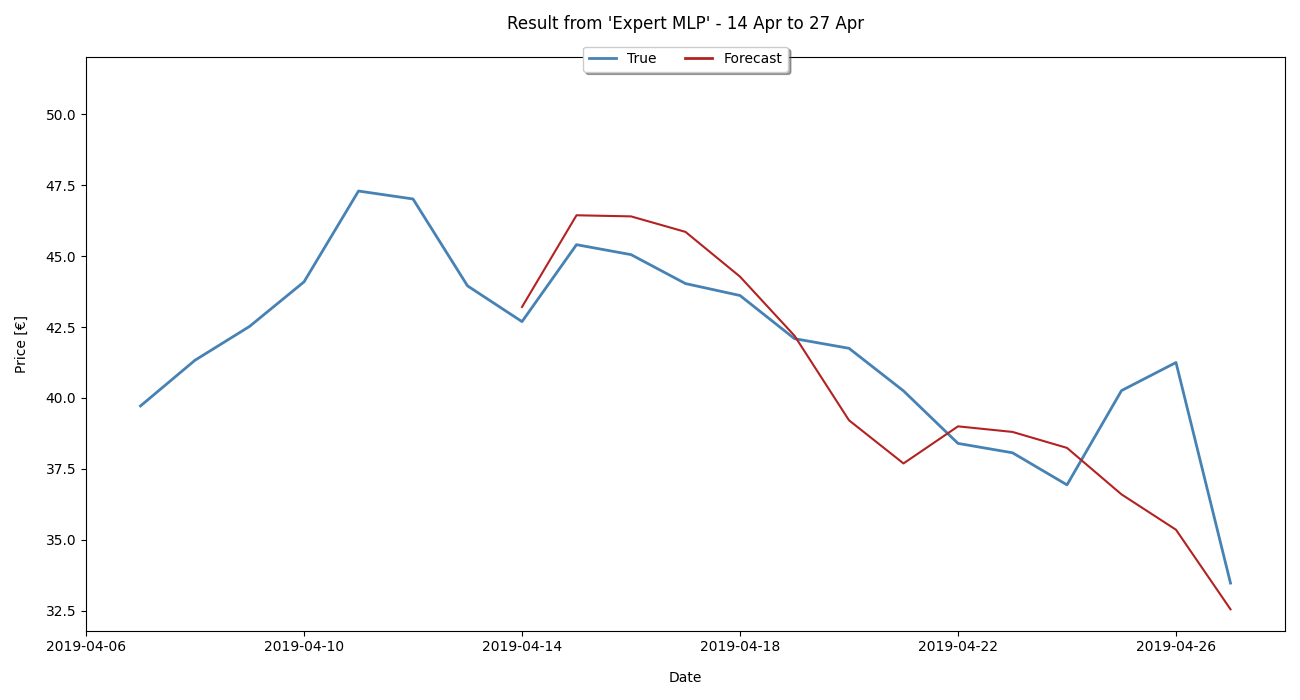 Result from 'Expert MLP' - 14 Apr to 27 Apr
True Forecast
50.0
47.5
45.0
42.5
40.0
37.5
35.0
32.5
Price [€]
2019-04-06 2019-04-10 2019-04-14 2019-04-18 2019-04-22 2019-04-26
Date